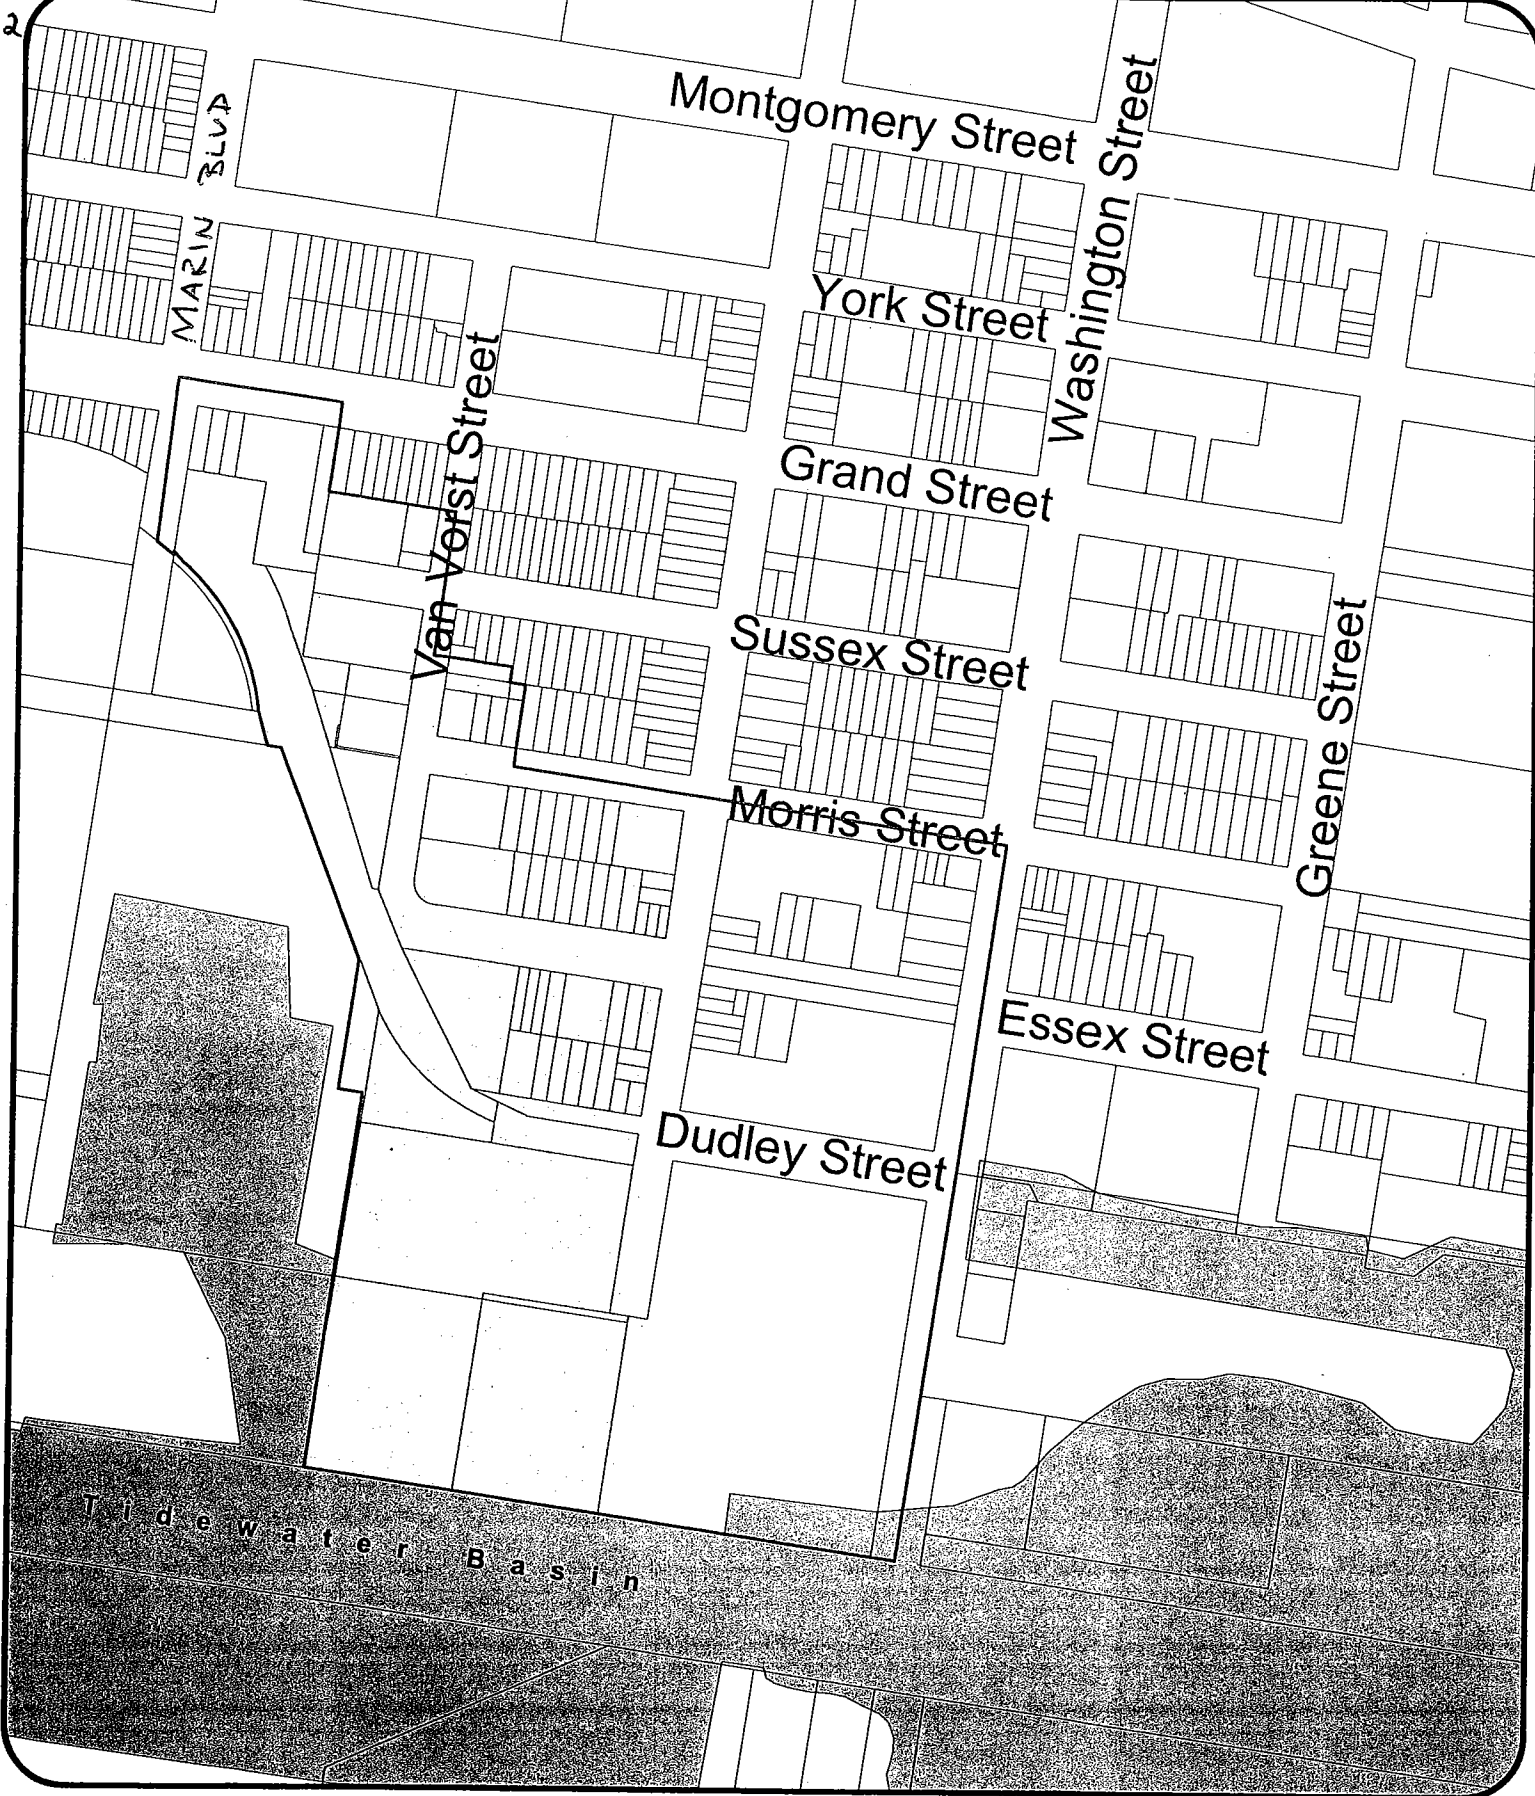 2
Montgomery Street
Washington Street
MARIN BLVD
York Street
Van Vorst Street
Grand Street
Sussex Street
Greene Street
Morris Street
Essex Street
Dudley Street
Tidewater Basin